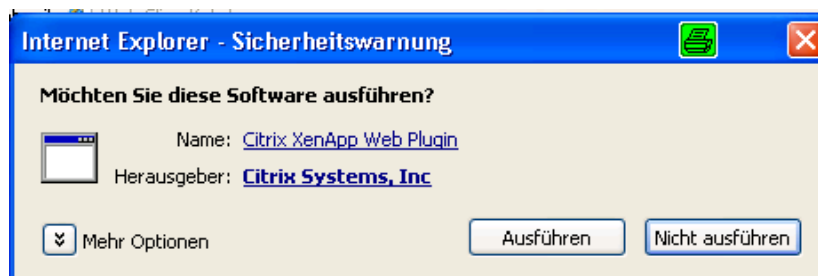 Internet Explorer - Sicherheitswarnung
Möchten Sie diese Software ausführen?
Name: Citrix XenApp Web Plugin
Herausgeber: Citrix Systems, Inc
Mehr Optionen
Ausführen
Nicht ausführen